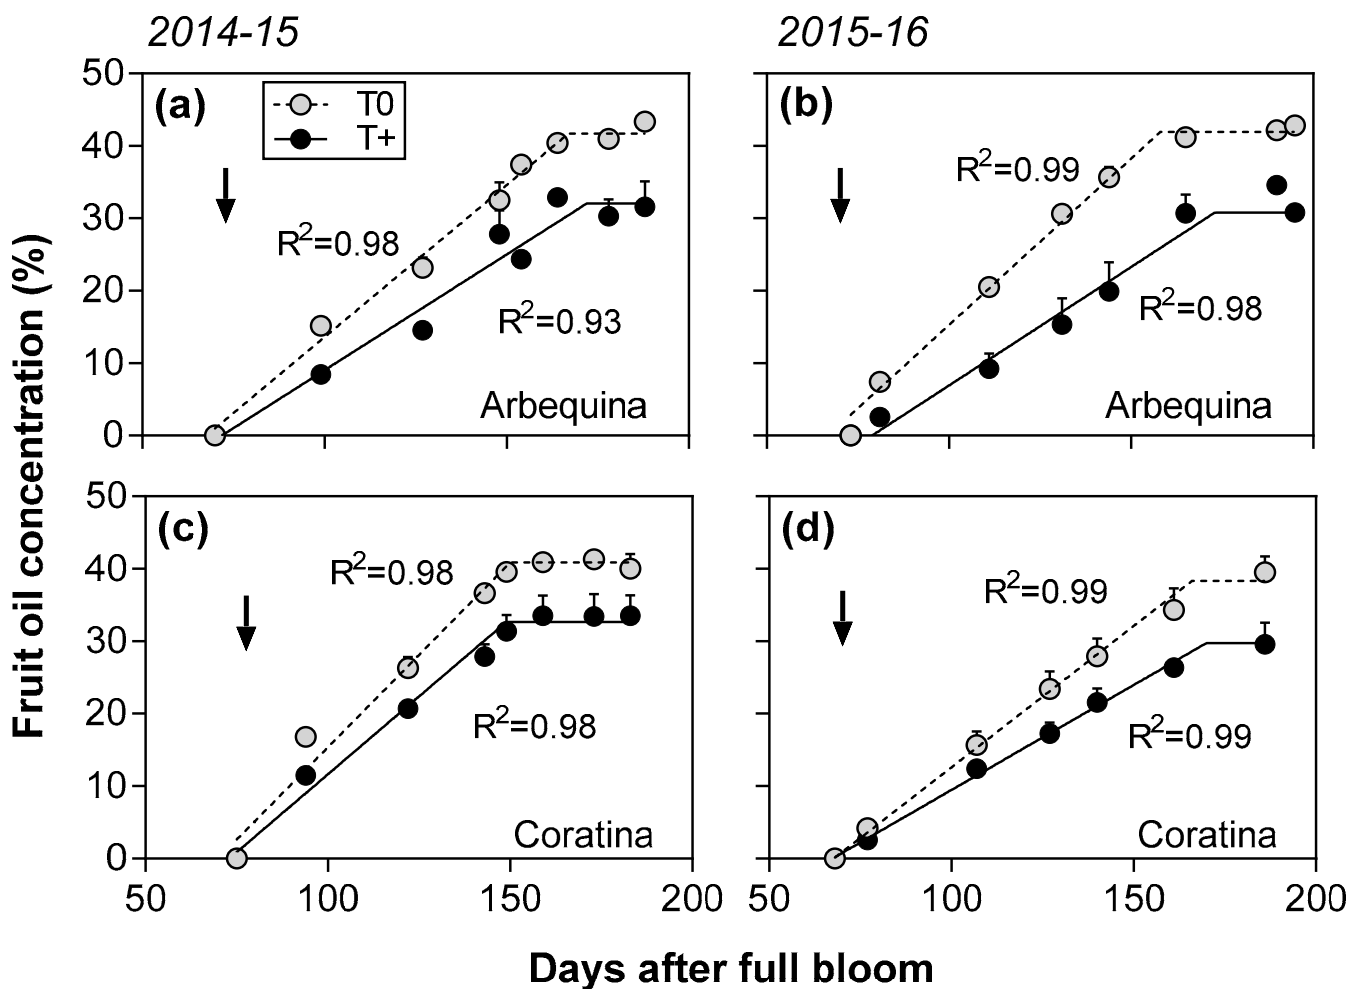 2014-15 2015-16
50 (a) T0 (b)
T+
40
R²=0.99
30
R²=0.98
20
R²=0.93 R²=0.98
10
Arbequina Arbequina
0
50 (c) (d)
40 R²=0.98 R²=0.99
30
20
R²=0.98 R²=0.99
10
Coratina Coratina
0
50 100 150 200 50 100 150 200
Fruit oil concentration (%)
Days after full bloom